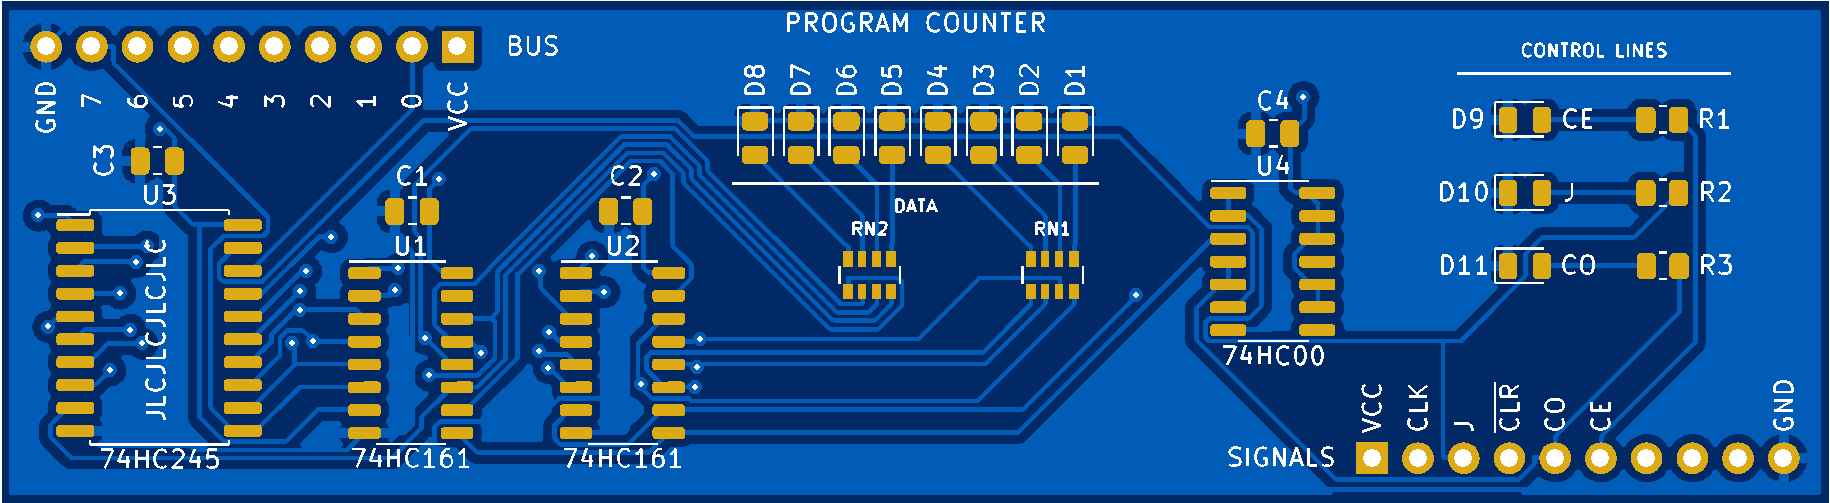 PROGRAM COUNTER
BUS
GND 7 6 5 4 3 2 1 0 VCC
D8 D7 D6 D5 D4 D3 D2 D1
DATA
RN2 RN1
CONTROL LINES
D9 CE R1
D10 J R2
D11 CO R3
C3
U3
JLCJLCJLCJLCJLC
74HC245
C1
U1
74HC161
C2
U2
74HC161
C4
U4
74HC00
SIGNALS
VCC CLK J CLR CO CE GND